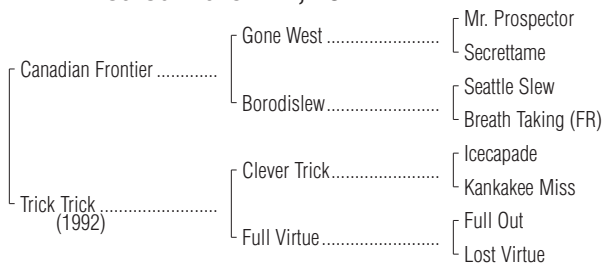 Gone West
Mr. Prospector
Secrettame
Canadian Frontier
Borodislew
Seattle Slew
Breath Taking (FR)
Clever Trick
Icecapade
Kankakee Miss
Trick Trick
(1992)
Full Virtue
Full Out
Lost Virtue